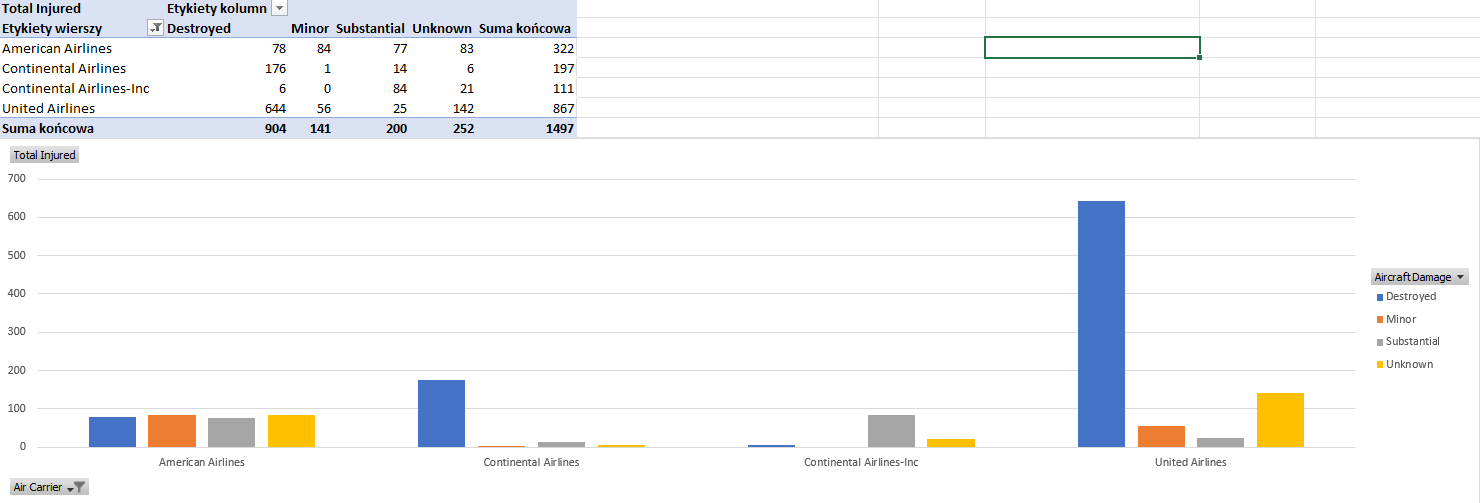 Total Injured Etykiety kolumn
Etykiety wierszy Destroyed Minor Substantial Unknown Suma końcowa
American Airlines 78 84 77 83 322
Continental Airlines 176 1 14 6 197
Continental Airlines-Inc 6 0 84 21 111
United Airlines 644 56 25 142 867
Suma końcowa 904 141 200 252 1497
Total Injured
700
600
500
400
300
200
100
0
American Airlines Continental Airlines Continental Airlines-Inc United Airlines
Aircraft Damage
Destroyed
Minor
Substantial
Unknown
Air Carrier